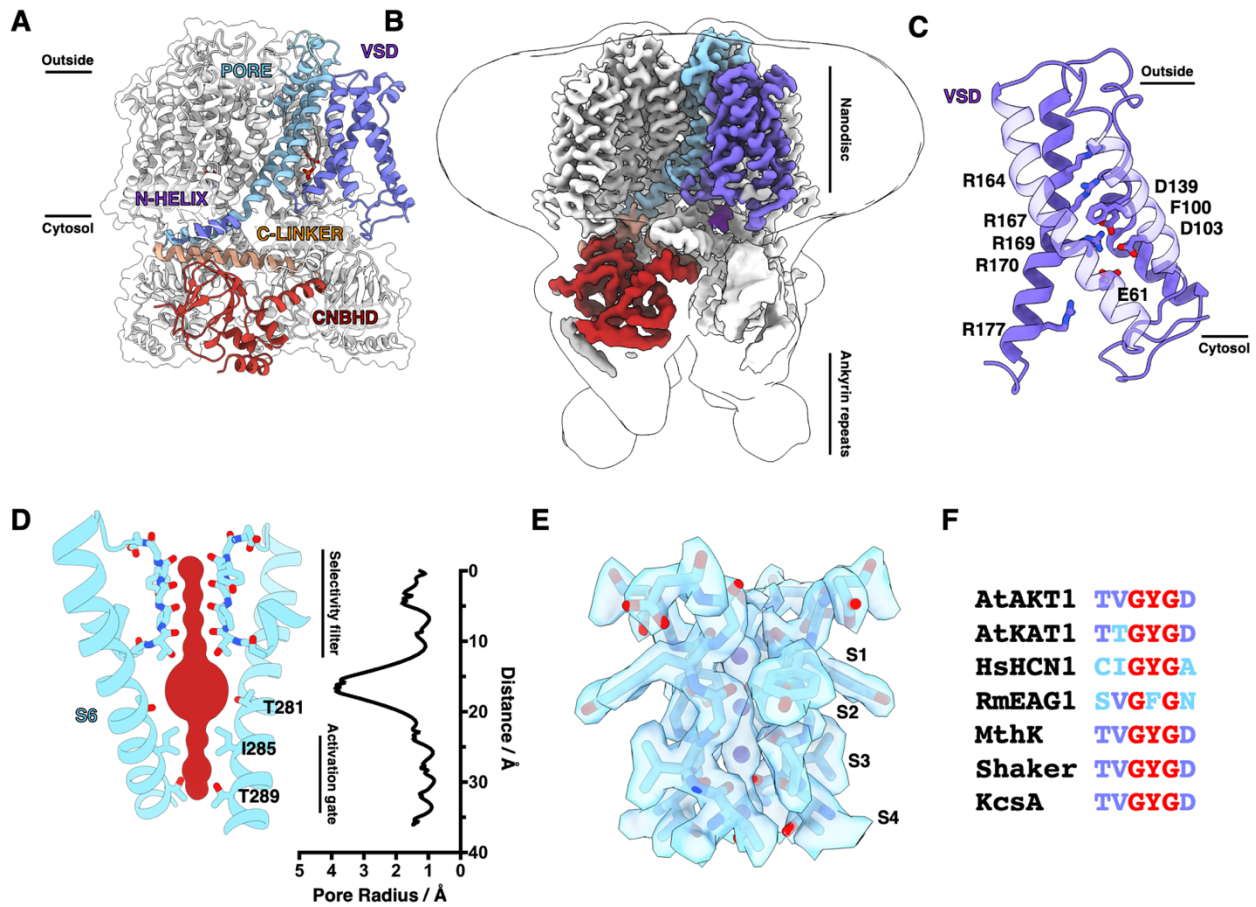 A
Outside
PORE
VSD
N-HELIX
Cytosol
C-LINKER
CNBHD
B
Nanodisc
Ankyrin repeats
C
VSD
Outside
R164
R167
R169
R170
R177
D139
F100
D103
E61
Cytosol
D
S6
T281
I285
T289
Selectivity filter
Activation gate
0
10
20
30
40
Distance / Å
5 4 3 2 1 0
Pore Radius / Å
E
S1
S2
S3
S4
F
AtAKT1 TVGYGD
AtKAT1 TTGYGD
HsHCN1 CIGYGA
RmEAG1 SVGFGN
MthK TVGYGD
Shaker TVGYGD
KcsA TVGYGD